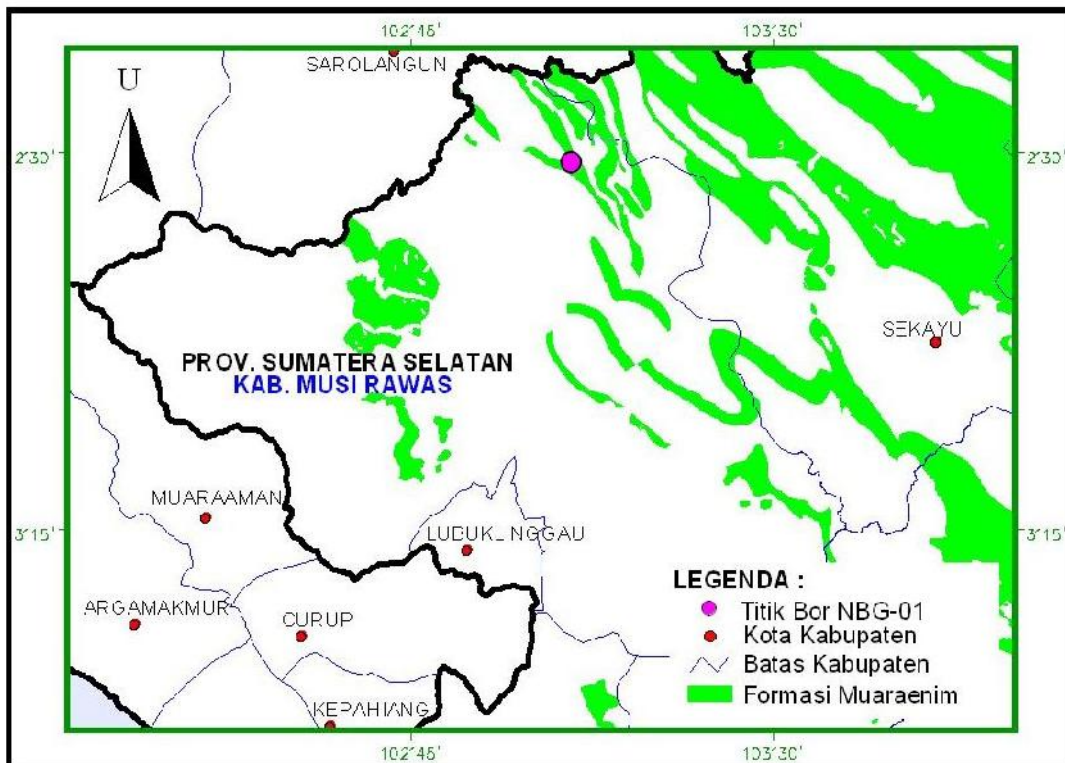 102°45' 103°30'
SAROLANGUN
U
2°30' 2°30'
SEKAYU
PROV. SUMATERA SELATAN
KAB. MUSI RAWAS
MUARAAMAN
3°15' 3°15'
ARGAMAKMUR
CURUP
LEGENDA :
Titik Bor NBG-01
Kota Kabupaten
Batas Kabupaten
Formasi Muaraenim
KEPAHIANG
102°45' 103°30'